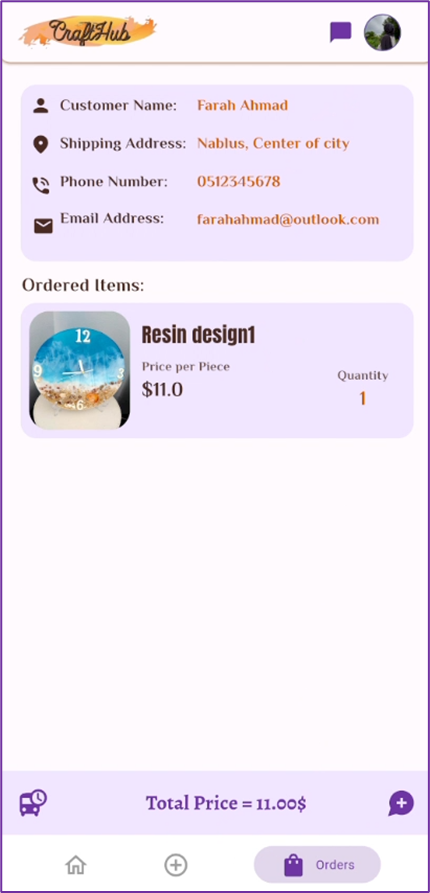 CraftHub
Customer Name: Farah Ahmad
Shipping Address: Nablus, Center of city
Phone Number: 0512345678
Email Address: farahahmad@outlook.com
Ordered Items:
12
9
3
6
Resin design1
Price per Piece
$11.0
Quantity
1
Total Price = 11.00$
Orders